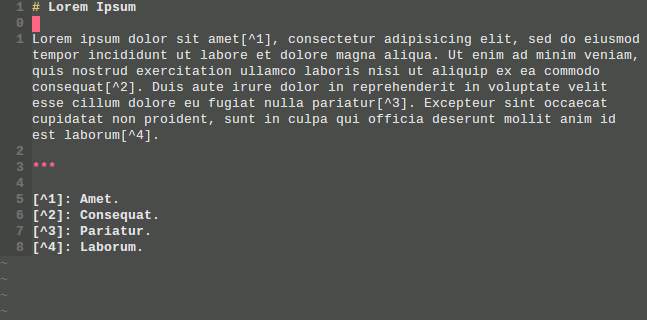 1 # Lorem Ipsum
0
1 Lorem ipsum dolor sit amet[^1], consectetur adipisicing elit, sed do eiusmod
tempor incididunt ut labore et dolore magna aliqua. Ut enim ad minim veniam,
quis nostrud exercitation ullamco laboris nisi ut aliquip ex ea commodo
consequat[^2]. Duis aute irure dolor in reprehenderit in voluptate velit
esse cillum dolore eu fugiat nulla pariatur[^3]. Excepteur sint occaecat
cupidatat non proident, sunt in culpa qui officia deserunt mollit anim id
est laborum[^4].
2
3 ***
4
5 [^1]: Amet.
6 [^2]: Consequat.
7 [^3]: Pariatur.
8 [^4]: Laborum.
~
~
~
~